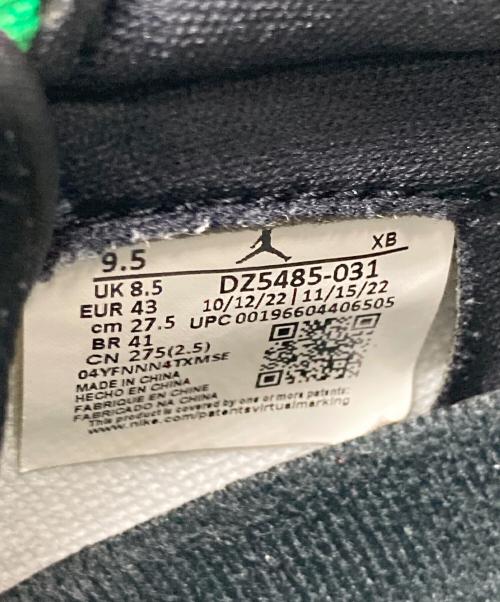 9.5 XB
UK 8.5 DZ5485-031
EUR 43 10/12/22 | 11/15/22
cm 27.5 UPC 00196604406505
BR 41
CN 275(2.5)
04YFNNN4TXMSE
MADE IN CHINA
HECHO EN CHINA
FABRIQUE EN CHINE
FABRICADO NA CHINA
This product is covered by one or more patents:
www.nike.com/patentsvirtualmarking